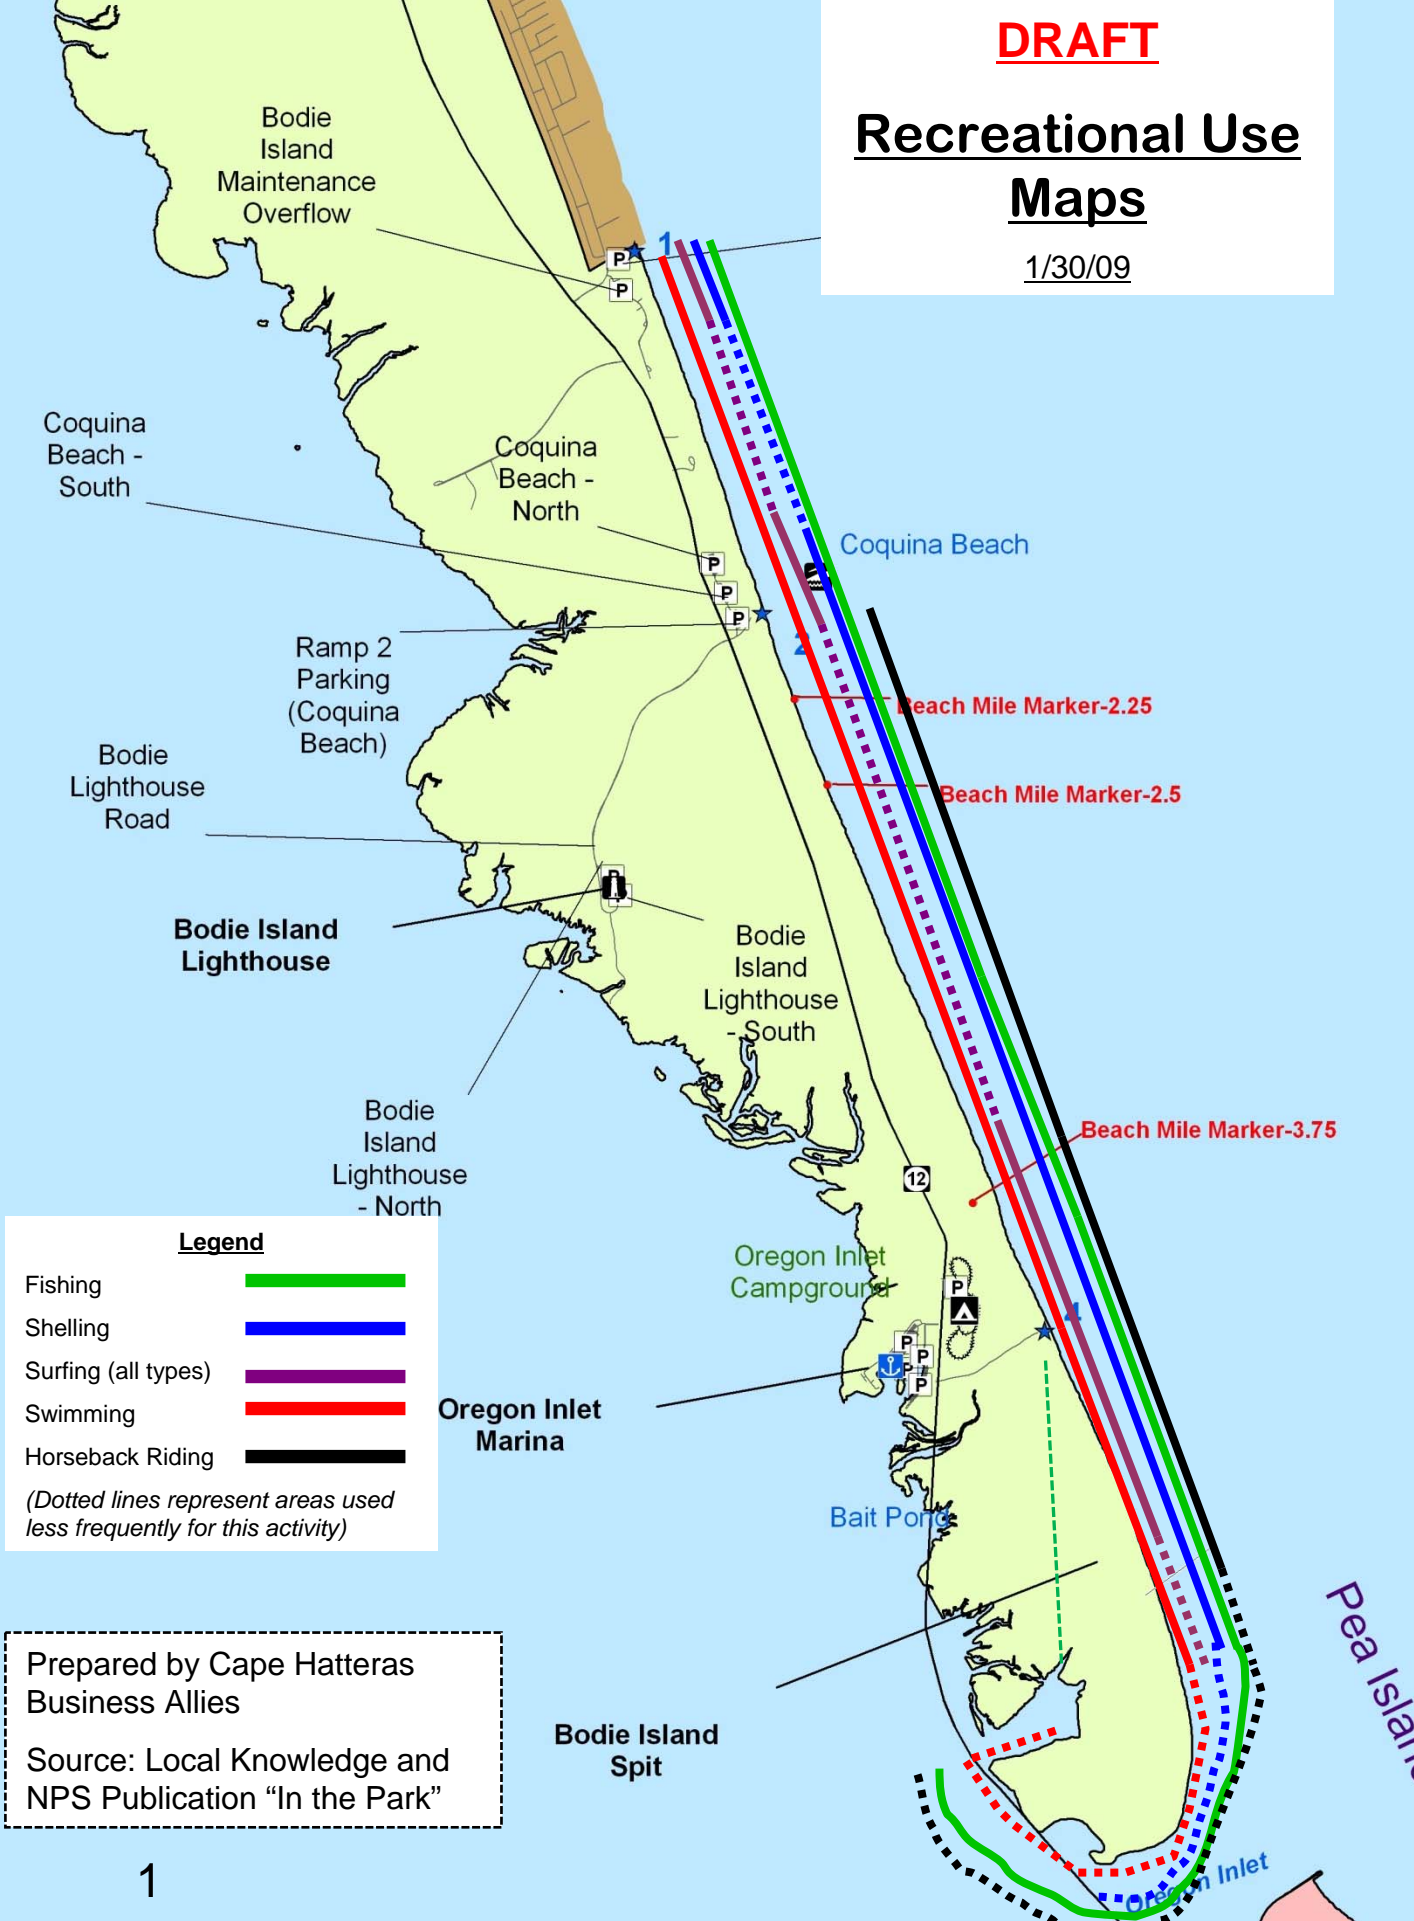 DRAFT
Recreational Use
Maps
1/30/09
Bodie
Island
Maintenance
Overflow
P
P
1
Coquina
Beach -
South
Coquina
Beach -
North
P
P
P
Coquina Beach
2
Ramp 2
Parking
(Coquina
Beach)
Beach Mile Marker-2.25
Beach Mile Marker-2.5
Bodie
Lighthouse
Road
P
Bodie Island
Lighthouse
Bodie
Island
Lighthouse
- South
Bodie
Island
Lighthouse
- North
Beach Mile Marker-3.75
12
Legend
Fishing
Shelling
Surfing (all types)
Swimming
Horseback Riding
(Dotted lines represent areas used
less frequently for this activity)
Oregon Inlet
Campground
P
4
P
P
P
P
Oregon Inlet
Marina
Bait Pond
Bodie Island
Spit
Pea Island
Oregon Inlet
Prepared by Cape Hatteras
Business Allies
Source: Local Knowledge and
NPS Publication “In the Park”
1